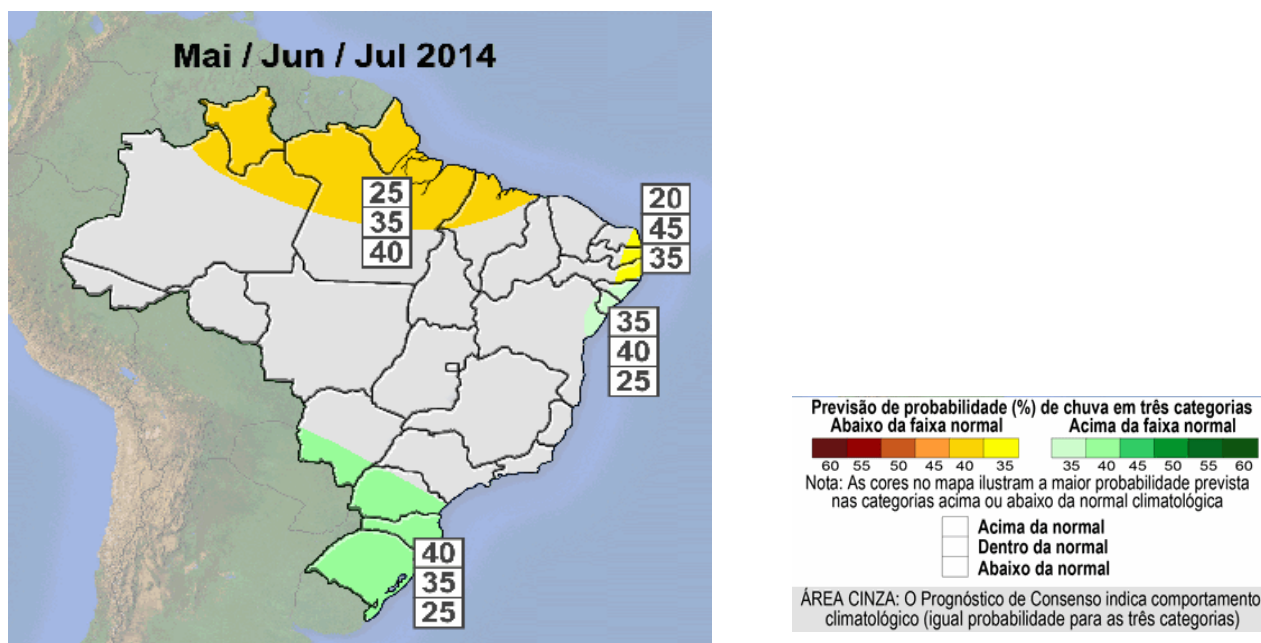 Mai / Jun / Jul 2014
25
35
40
20
45
35
35
40
25
40
35
25
Previsão de probabilidade (%) de chuva em três categorias
Abaixo da faixa normal Acima da faixa normal
60 55 50 45 40 35 35 40 45 50 55 60
Nota: As cores no mapa ilustram a maior probabilidade prevista
nas categorias acima ou abaixo da normal climatológica
Acima da normal
Dentro da normal
Abaixo da normal
ÁREA CINZA: O Prognóstico de Consenso indica comportamento
climatológico (igual probabilidade para as três categorias)